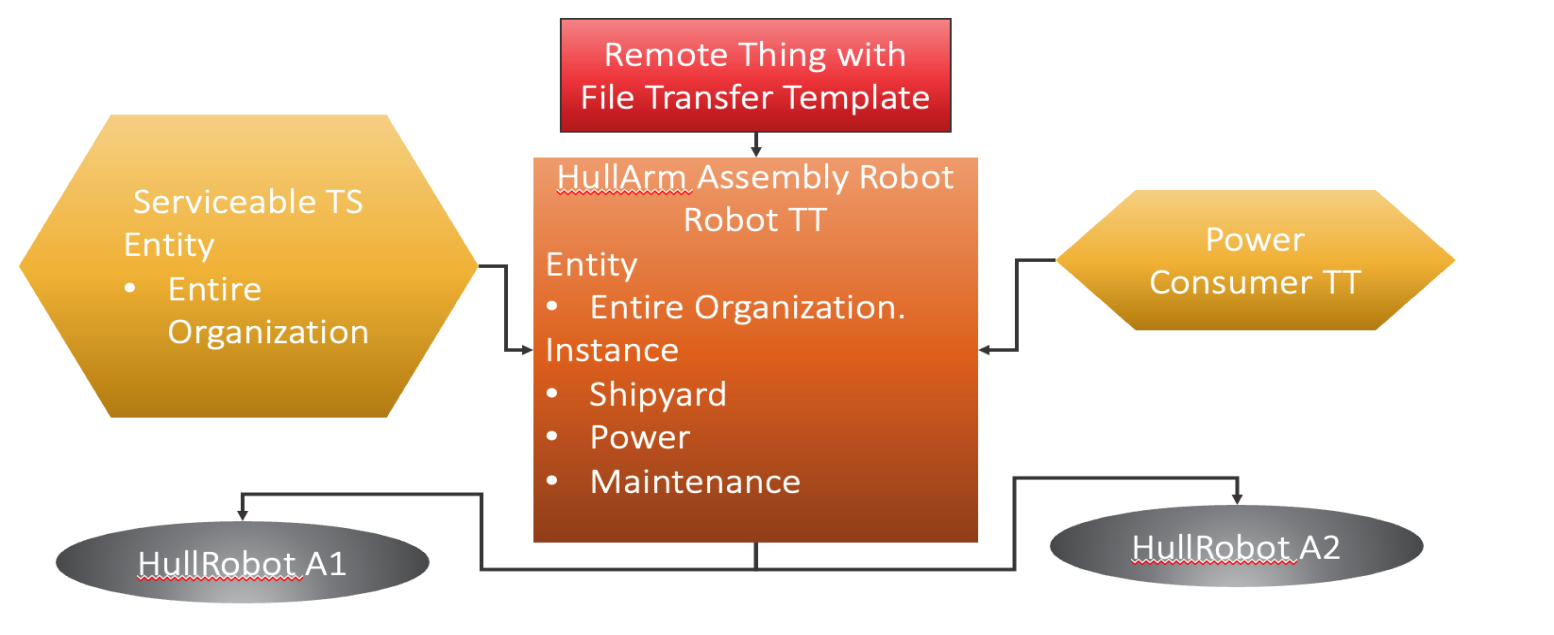 Remote Thing with
File Transfer Template
Serviceable TS
Entity
• Entire
Organization
HullArm Assembly Robot
Robot TT
Entity
• Entire Organization.
Instance
• Shipyard
• Power
• Maintenance
Power
Consumer TT
HullRobot A1
HullRobot A2